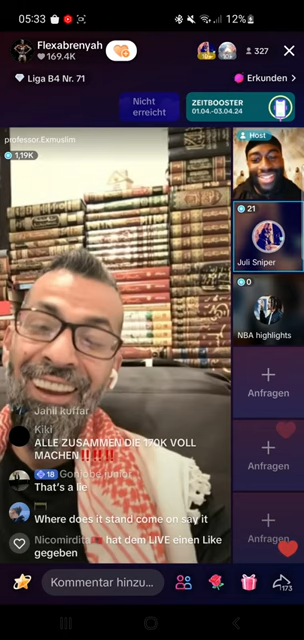 05:33
12%
Flexabrenyah
169.4K
327
Liga B4 Nr. 71
Erkunden >
Nicht
erreicht
ZEITBOOSTER
01.04.-03.04.24
professor.Exmuslim
1,19K
Host
21
Juli Sniper
0
NBA highlights
Anfragen
Anfragen
Anfragen
Jahil kuffar
Kiki
ALLE ZUSAMMEN DIE 170K VOLL
MACHEN‼️‼️‼️
18
That's a lie
Where does it stand come on say it
Nicomirdita hat dem LIVE einen Like
gegeben
Kommentar hinzu...
173